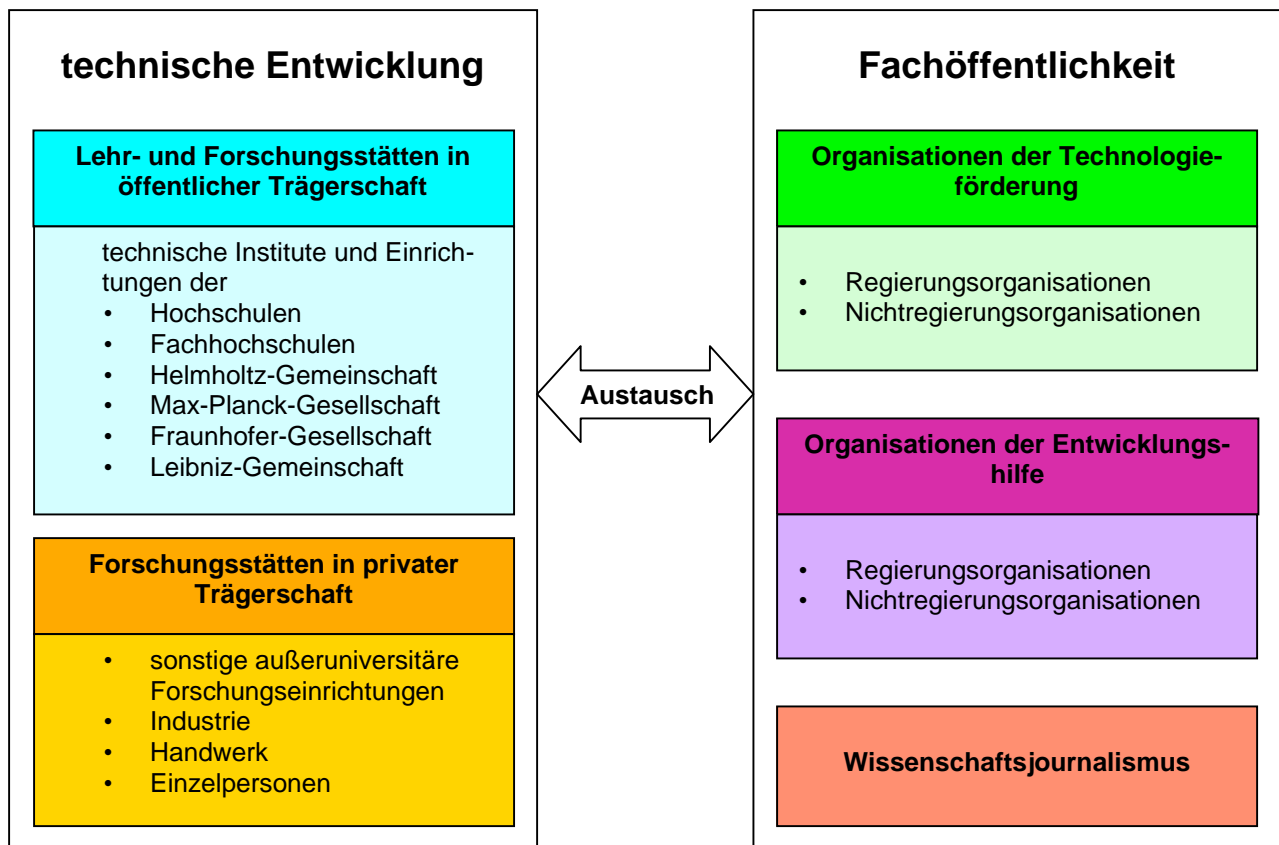 technische Entwicklung
Lehr- und Forschungsstätten in
öffentlicher Trägerschaft
technische Institute und Einrich-
tungen der
• Hochschulen
• Fachhochschulen
• Helmholtz-Gemeinschaft
• Max-Planck-Gesellschaft
• Fraunhofer-Gesellschaft
• Leibniz-Gemeinschaft
Forschungsstätten in privater
Trägerschaft
• sonstige außeruniversitäre
Forschungseinrichtungen
• Industrie
• Handwerk
• Einzelpersonen
Austausch
Fachöffentlichkeit
Organisationen der Technologie-
förderung
• Regierungsorganisationen
• Nichtregierungsorganisationen
Organisationen der Entwicklungs-
hilfe
• Regierungsorganisationen
• Nichtregierungsorganisationen
Wissenschaftsjournalismus